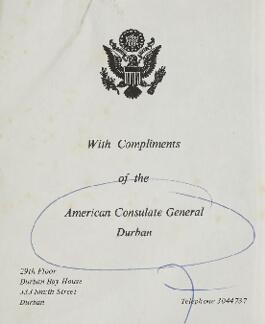 With Compliments
of the
American Consulate General
Durban
29th Floor
Durban Bay House
333 Smith Street
Durban
Telephone 3044737